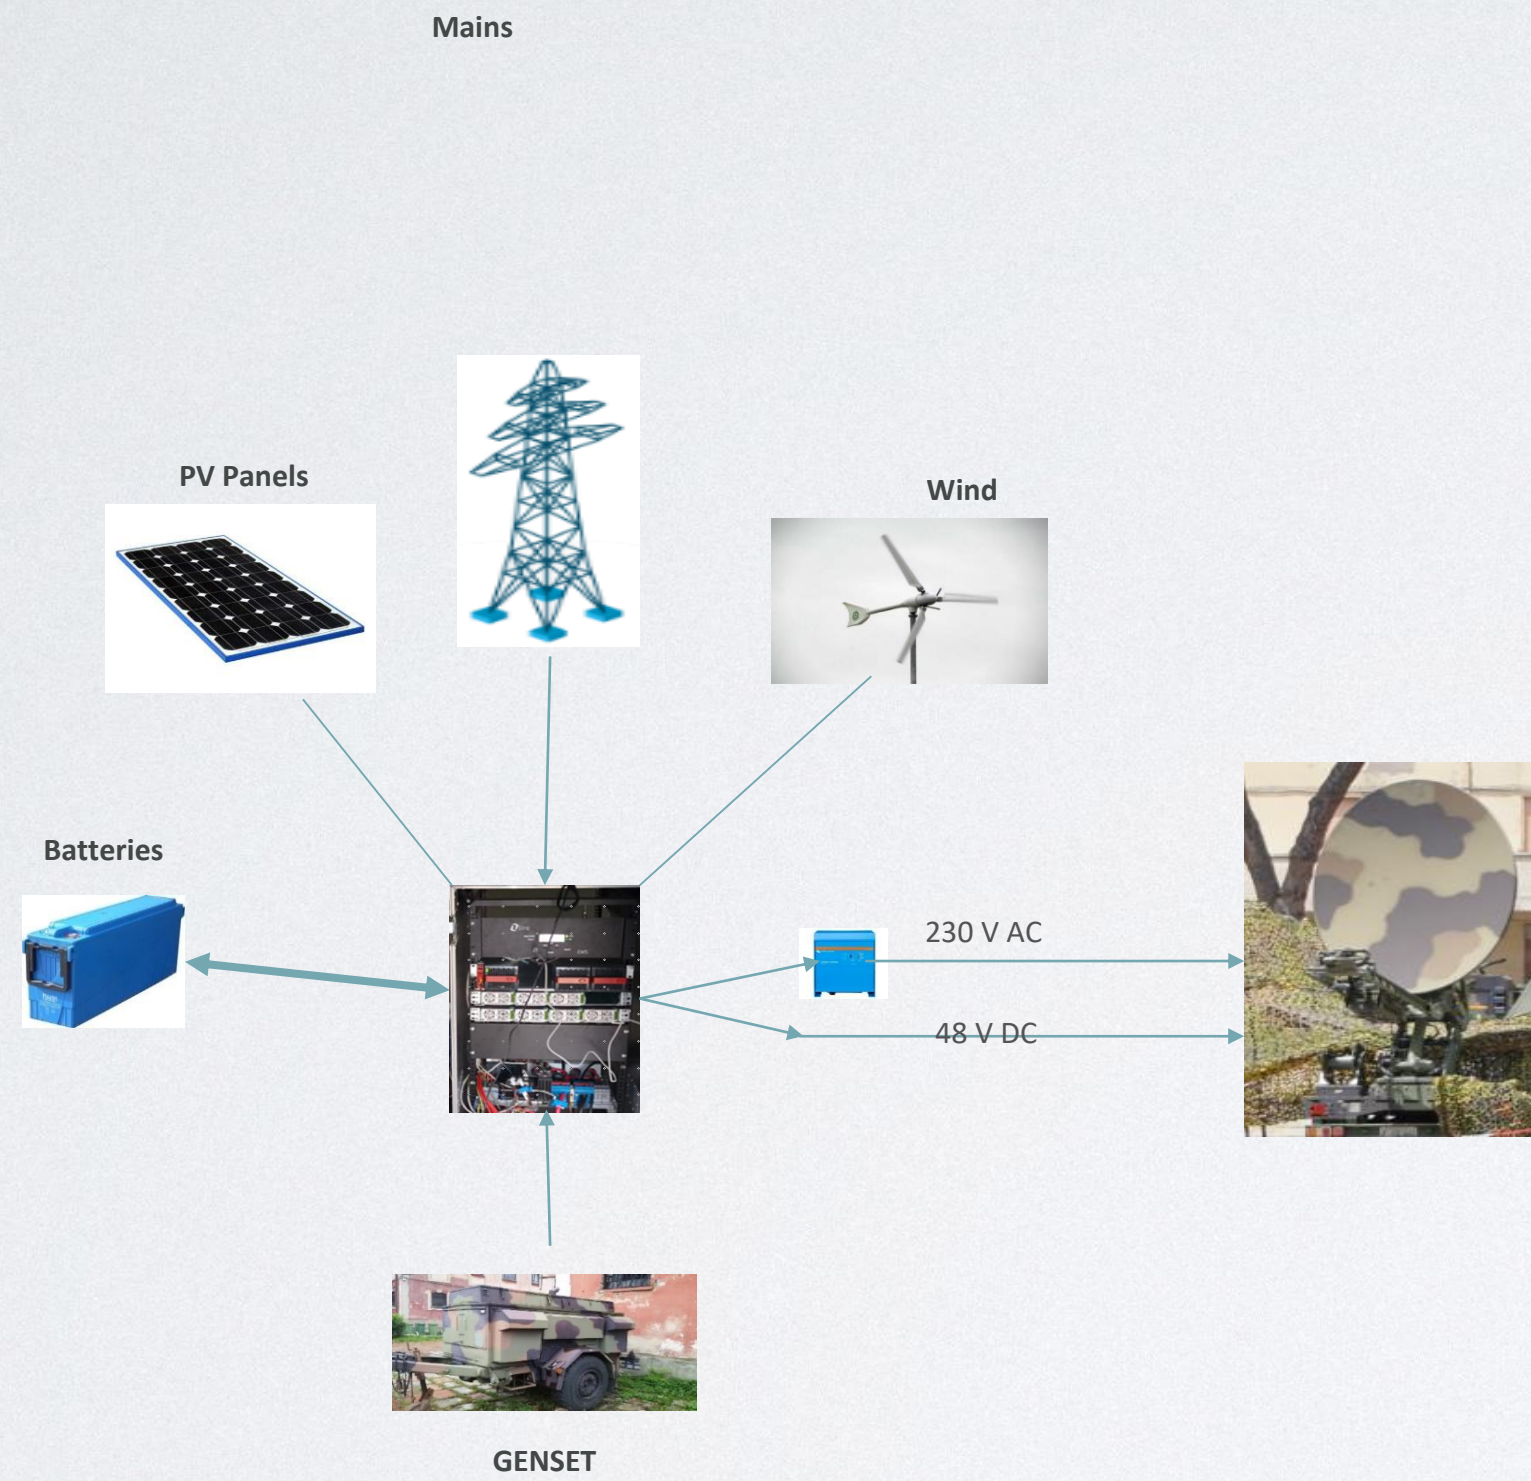 Mains
PV Panels
Wind
Batteries
230 V AC
48 V DC
GENSET